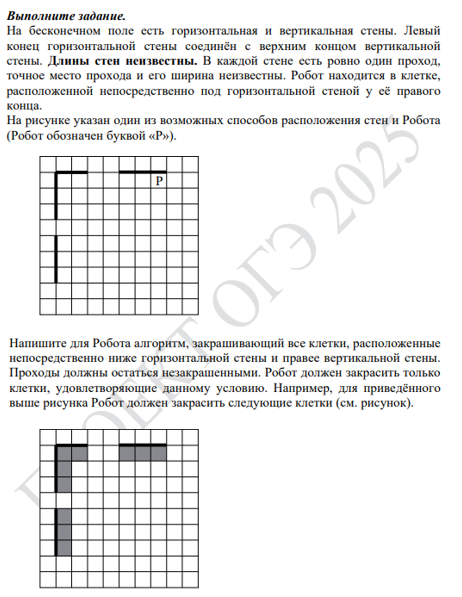 Выполните задание.
На бесконечном поле есть горизонтальная и вертикальная стены. Левый
конец горизонтальной стены соединён с верхним концом вертикальной
стены. Длины стен неизвестны. В каждой стене есть ровно один проход,
точное место прохода и его ширина неизвестны. Робот находится в клетке,
расположенной непосредственно под горизонтальной стеной у её правого
конца.
На рисунке указан один из возможных способов расположения стен и Робота
(Робот обозначен буквой «Р»).
Р
Напишите для Робота алгоритм, закрашивающий все клетки, расположенные
непосредственно ниже горизонтальной стены и правее вертикальной стены.
Проходы должны остаться незакрашенными. Робот должен закрасить только
клетки, удовлетворяющие данному условию. Например, для приведённого
выше рисунка Робот должен закрасить следующие клетки (см. рисунок).
ПРОЕКТ ОГЭ 2025